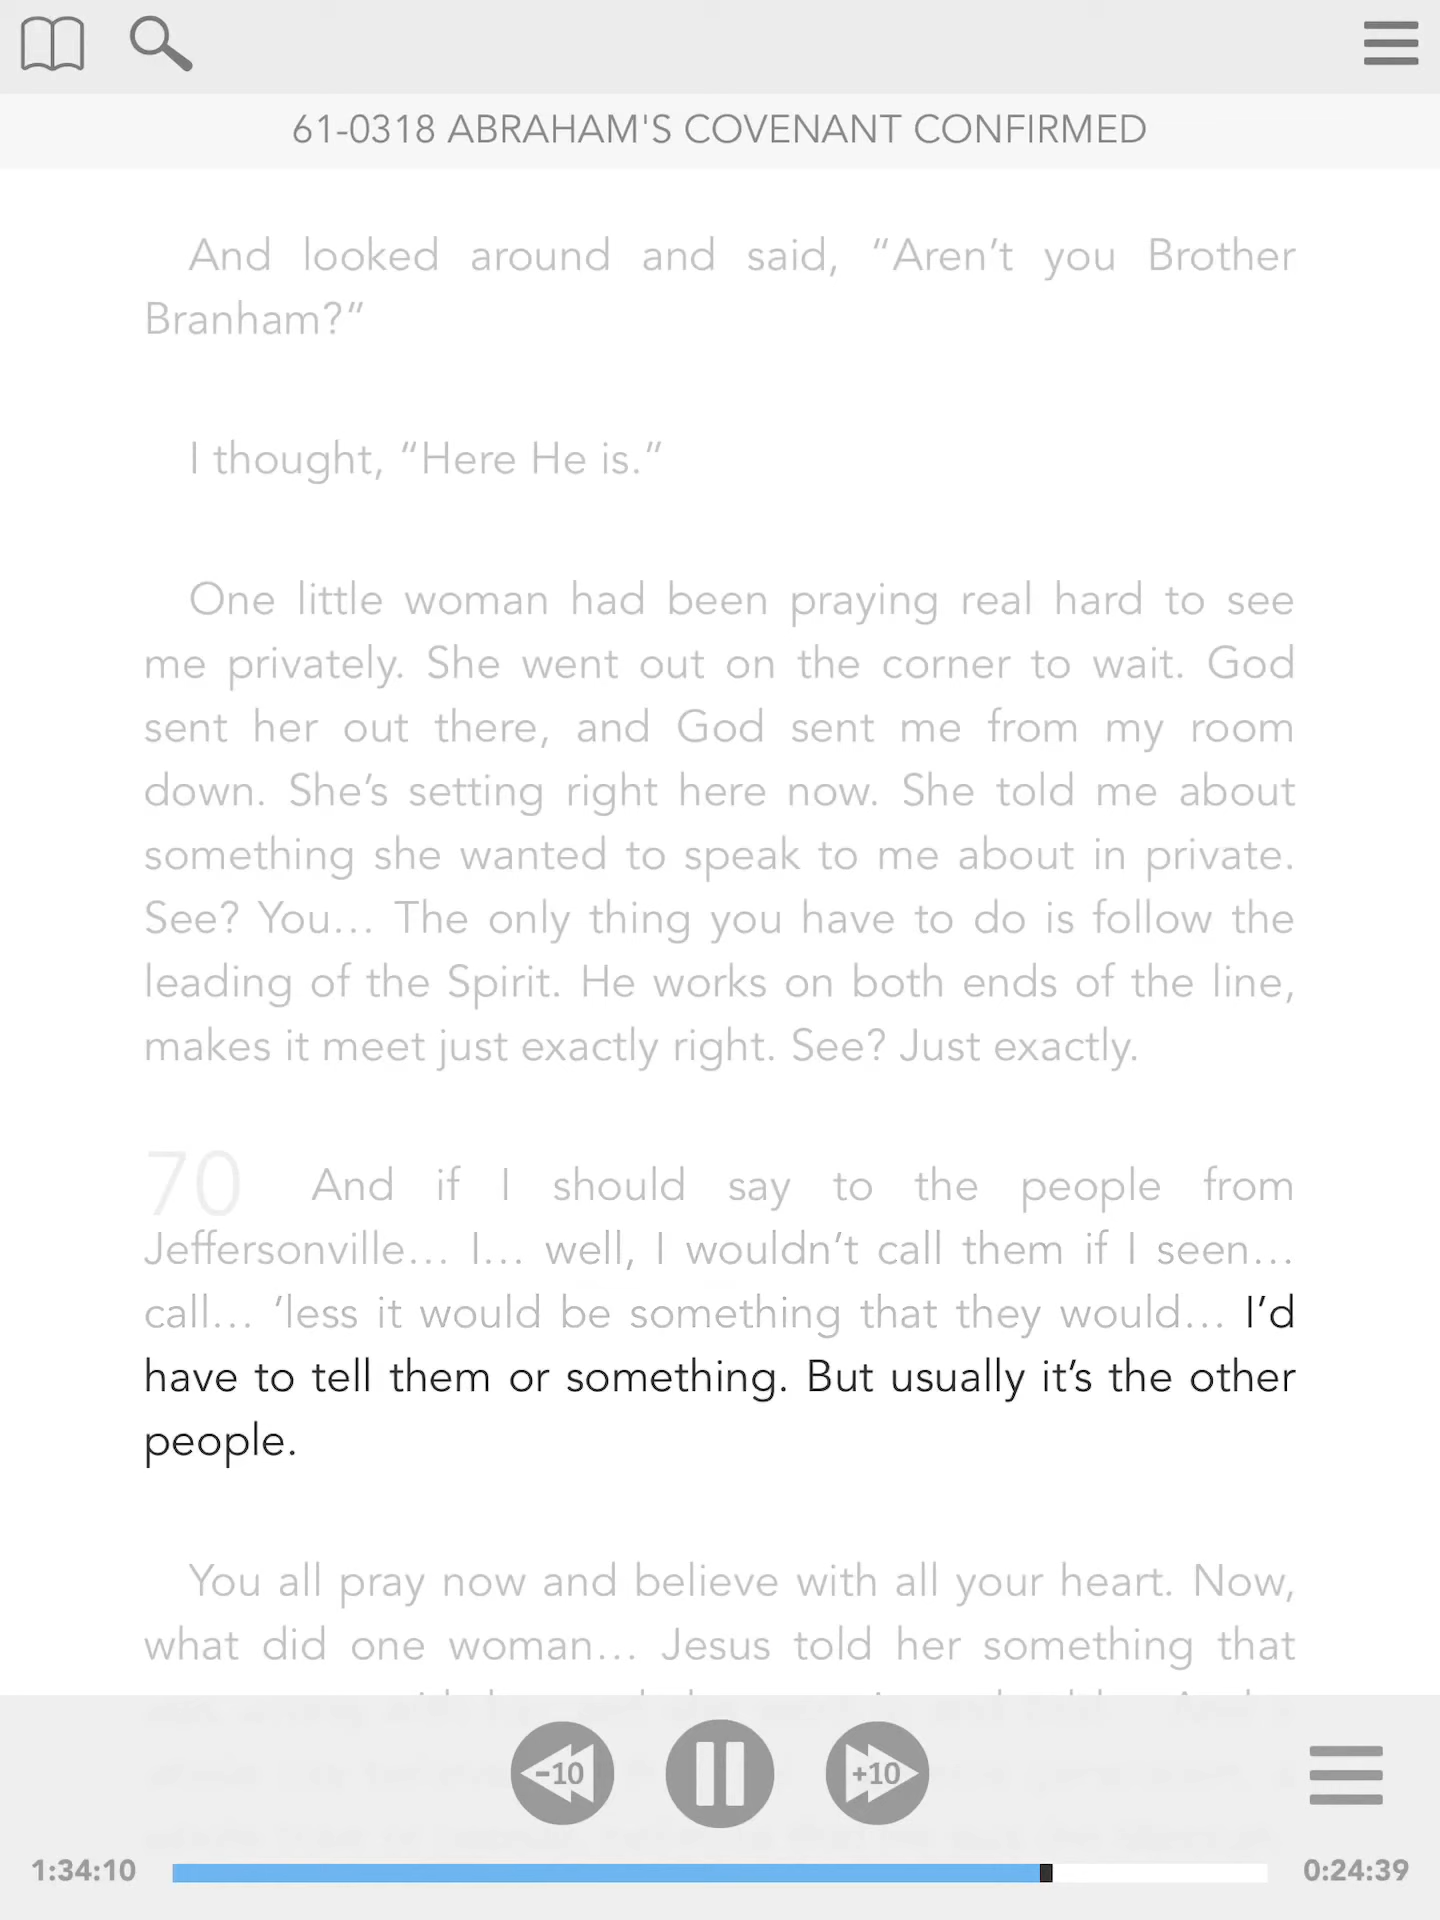 61-0318 ABRAHAM'S COVENANT CONFIRMED
And looked around and said, “Aren’t you Brother
Branham?”
I thought, “Here He is.”
One little woman had been praying real hard to see
me privately. She went out on the corner to wait. God
sent her out there, and God sent me from my room
down. She’s setting right here now. She told me about
something she wanted to speak to me about in private.
See? You… The only thing you have to do is follow the
leading of the Spirit. He works on both ends of the line,
makes it meet just exactly right. See? Just exactly.
70 And if I should say to the people from
Jeffersonville… I… well, I wouldn’t call them if I seen…
call… ’less it would be something that they would… I’d
have to tell them or something. But usually it’s the other
people.
You all pray now and believe with all your heart. Now,
what did one woman… Jesus told her something that
-10 +10
1:34:10 0:24:39